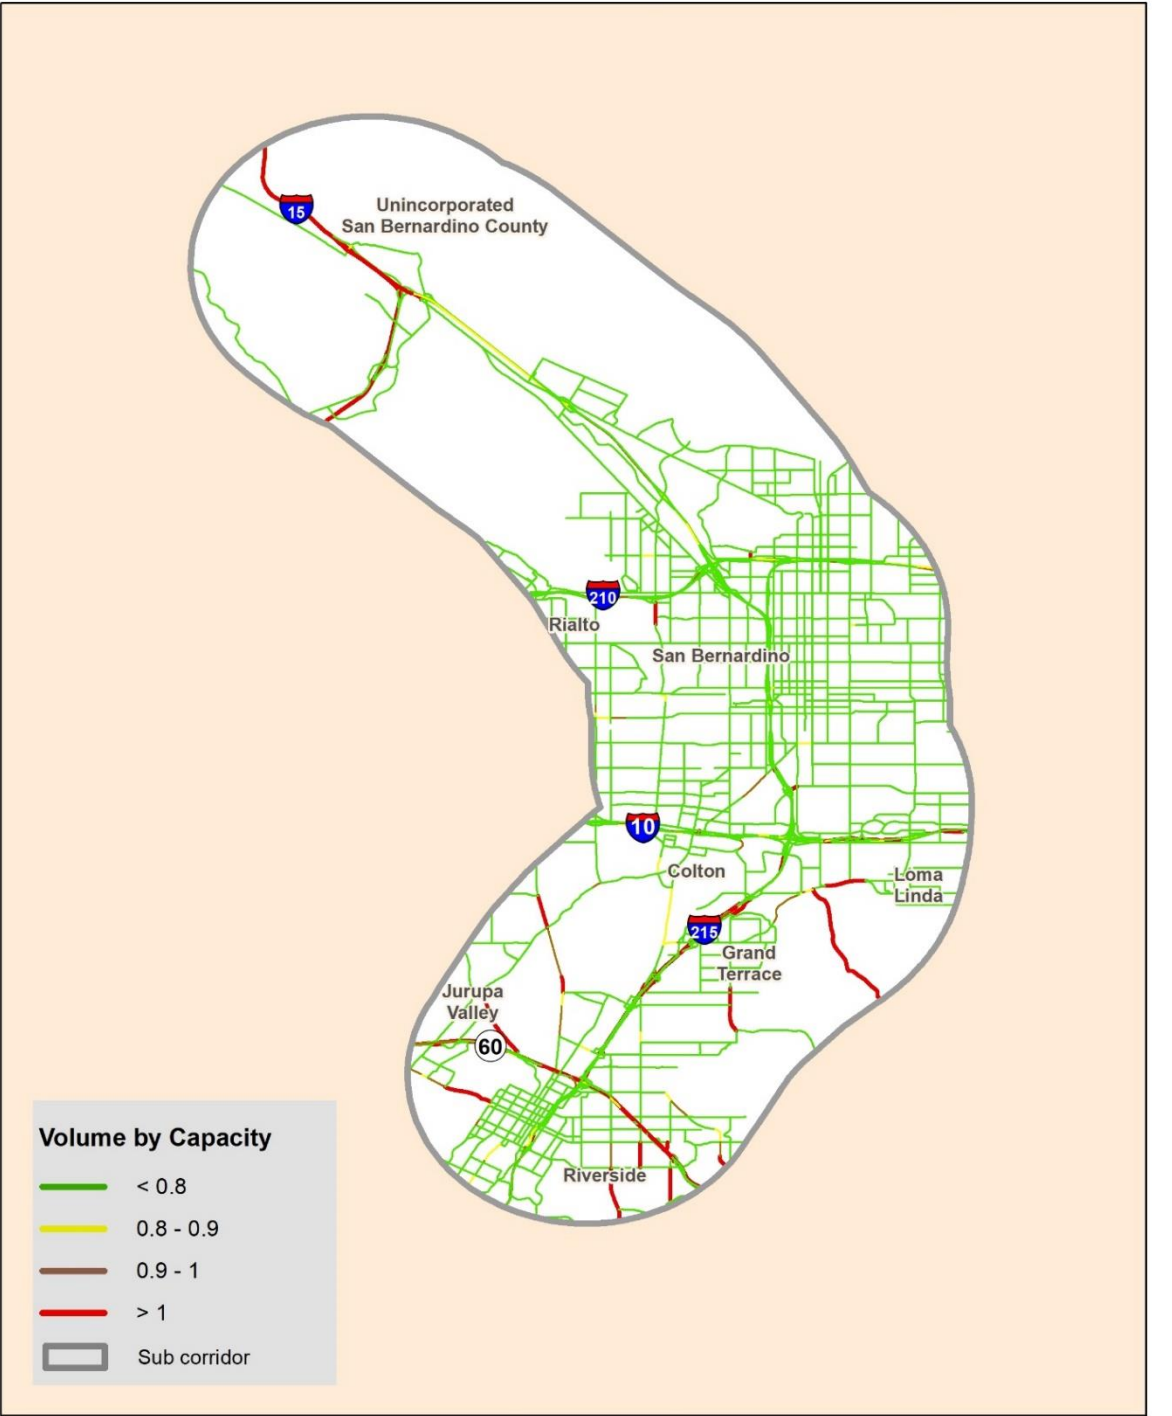 15
Unincorporated
San Bernardino County
210
Rialto
San Bernardino
10
Colton
Loma
Linda
215
Grand
Terrace
Jurupa
Valley
60
Riverside
Volume by Capacity
< 0.8
0.8 - 0.9
0.9 - 1
> 1
Sub corridor